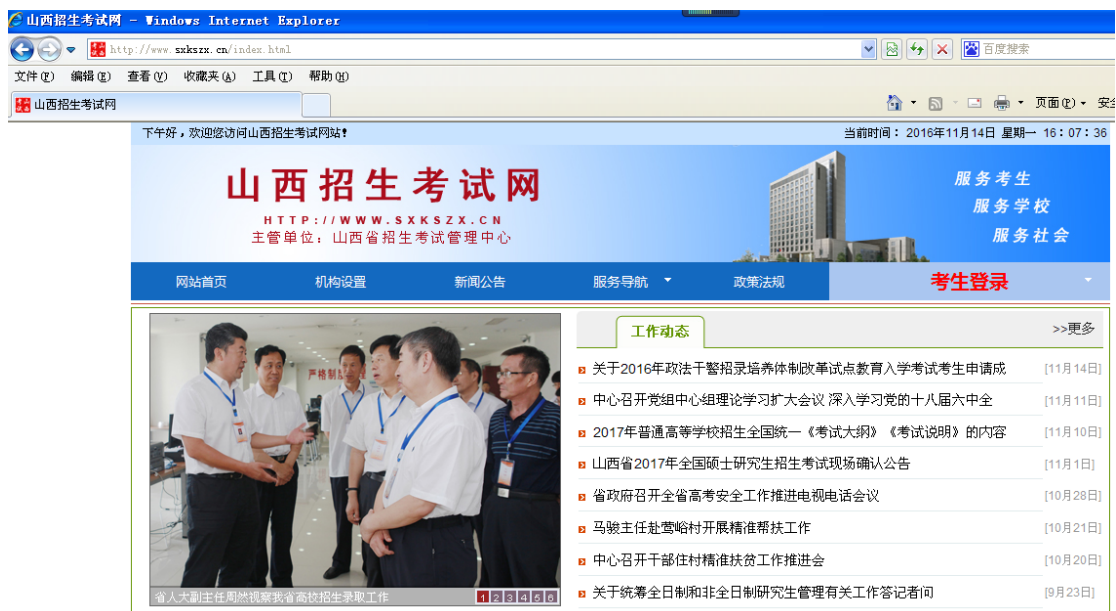 山西招生考试网 - Windows Internet Explorer
http://www.sxkszx.cn/index.html
百度搜索
文件(F) 编辑(E) 查看(V) 收藏夹(A) 工具(T) 帮助(H)
山西招生考试网
页面(P)
下午好，欢迎您访问山西招生考试网站！
当前时间： 2016年11月14日 星期一 16：07：36
山西招生考试网
HTTP://WWW.SXKSZX.CN
主管单位：山西省招生考试管理中心
服务考生
服务学校
服务社会
网站首页 机构设置 新闻公告 服务导航 政策法规 考生登录
严格制
省人大副主任周然视察我省高校招生录取工作
1 2 3 4 5 6
工作动态
>>更多
关于2016年政法干警招录培养体制改革试点教育入学考试考生申请成 [11月14日]
中心召开党组中心组理论学习扩大会议 深入学习党的十八届六中全 [11月11日]
2017年普通高等学校招生全国统一《考试大纲》《考试说明》的内容 [11月10日]
山西省2017年全国硕士研究生招生考试现场确认公告 [11月1日]
省政府召开全省高考安全工作推进电视电话会议 [10月28日]
马骏主任赴莺峪村开展精准帮扶工作 [10月21日]
中心召开干部住村精准扶贫工作推进会 [10月20日]
关于统筹全日制和非全日制研究生管理有关工作答记者问 [9月23日]